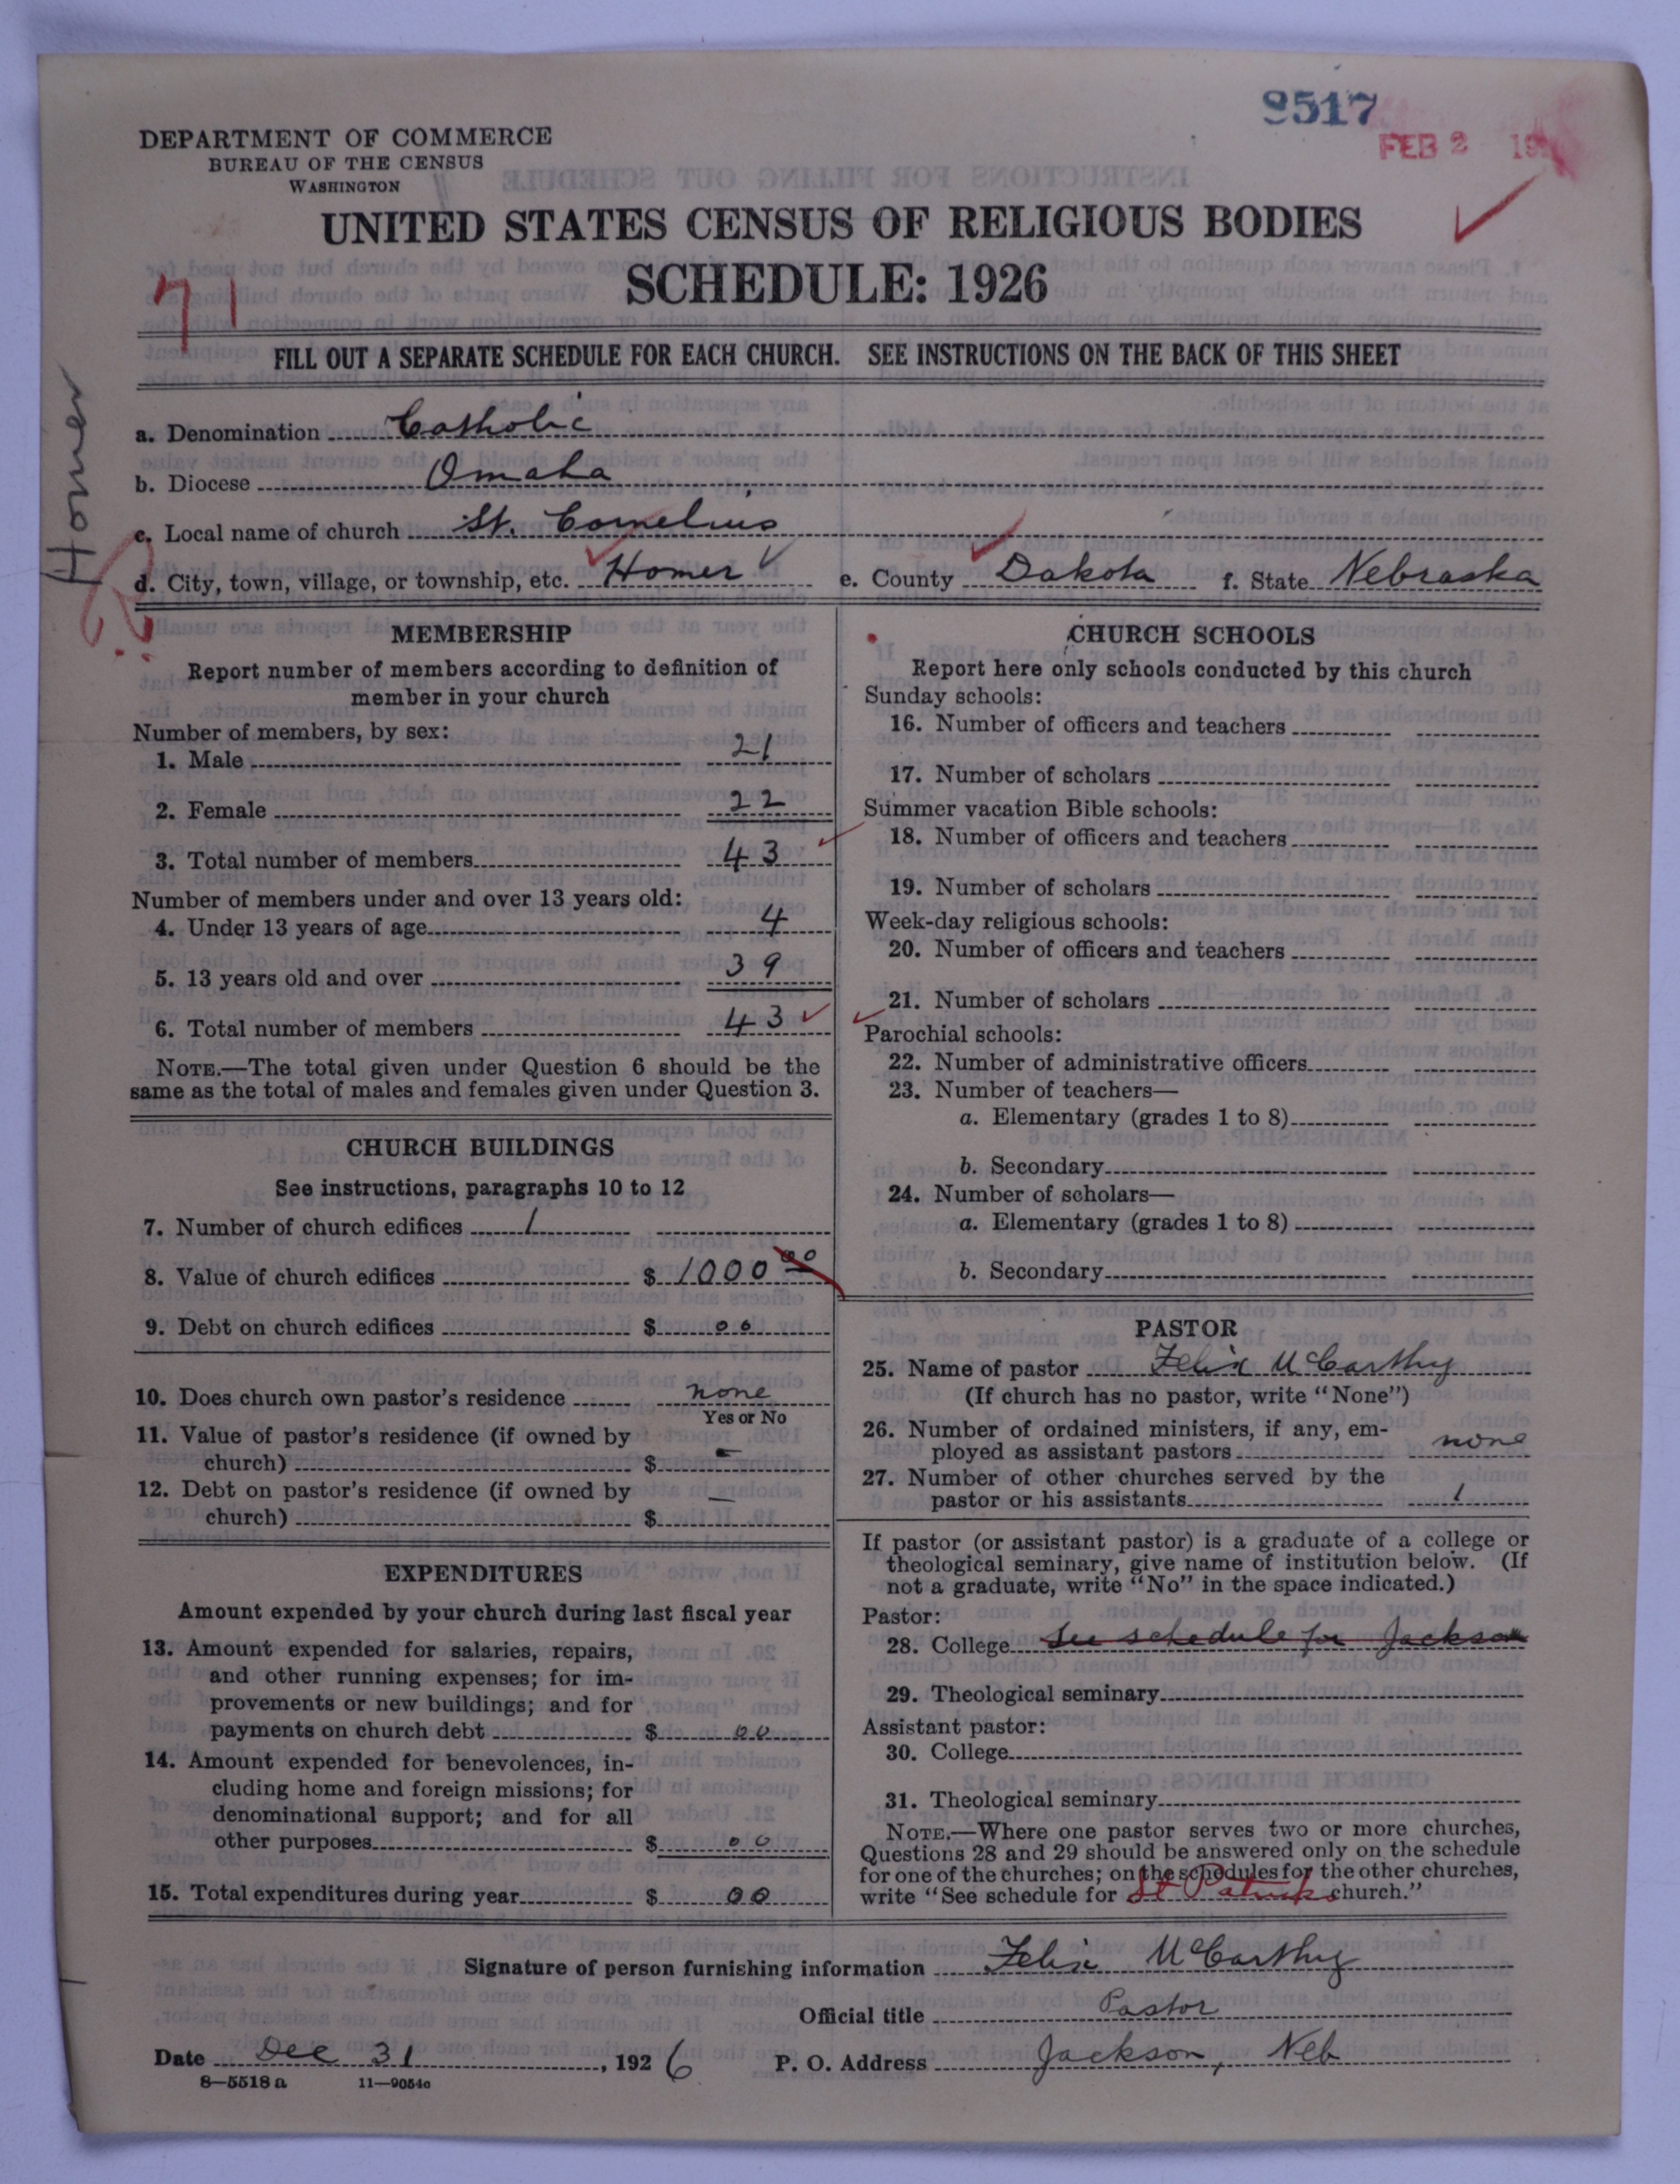 9517
FEB 2 19
DEPARTMENT OF COMMERCE
BUREAU OF THE CENSUS
WASHINGTON
UNITED STATES CENSUS OF RELIGIOUS BODIES
SCHEDULE: 1926
71
FILL OUT A SEPARATE SCHEDULE FOR EACH CHURCH. SEE INSTRUCTIONS ON THE BACK OF THIS SHEET
Homer
a. Denomination Catholic
b. Diocese Omaha
c. Local name of church St. Cornelius
d. City, town, village, or township, etc. Homer e. County Dakota f. State Nebraska
MEMBERSHIP
Report number of members according to definition of
member in your church
Number of members, by sex:
1. Male 21
2. Female 22
3. Total number of members 43
Number of members under and over 13 years old:
4. Under 13 years of age 4
5. 13 years old and over 39
6. Total number of members 43
NOTE.—The total given under Question 6 should be the
same as the total of males and females given under Question 3.
CHURCH BUILDINGS
See instructions, paragraphs 10 to 12
7. Number of church edifices 1
8. Value of church edifices $ 1000 00
9. Debt on church edifices $ 00
10. Does church own pastor's residence none
Yes or No
11. Value of pastor's residence (if owned by
church) $ —
12. Debt on pastor's residence (if owned by
church) $ —
EXPENDITURES
Amount expended by your church during last fiscal year
13. Amount expended for salaries, repairs,
and other running expenses; for im-
provements or new buildings; and for
payments on church debt $ 00
14. Amount expended for benevolences, in-
cluding home and foreign missions; for
denominational support; and for all
other purposes $ 00
15. Total expenditures during year $ 00
CHURCH SCHOOLS
Report here only schools conducted by this church
Sunday schools:
16. Number of officers and teachers
17. Number of scholars
Summer vacation Bible schools:
18. Number of officers and teachers
19. Number of scholars
Week-day religious schools:
20. Number of officers and teachers
21. Number of scholars
Parochial schools:
22. Number of administrative officers
23. Number of teachers—
a. Elementary (grades 1 to 8)
b. Secondary
24. Number of scholars—
a. Elementary (grades 1 to 8)
b. Secondary
PASTOR
25. Name of pastor Felix McCarthy
(If church has no pastor, write "None")
26. Number of ordained ministers, if any, em-
ployed as assistant pastors none
27. Number of other churches served by the
pastor or his assistants 1
If pastor (or assistant pastor) is a graduate of a college or
theological seminary, give name of institution below. (If
not a graduate, write "No" in the space indicated.)
Pastor:
28. College See schedule for Jackson
29. Theological seminary
Assistant pastor:
30. College
31. Theological seminary
NOTE.—Where one pastor serves two or more churches,
Questions 28 and 29 should be answered only on the schedule
for one of the churches; on the schedules for the other churches,
write "See schedule for St Patricks church."
Signature of person furnishing information Felix McCarthy
Official title Pastor
Date Dec 31, 1926 P. O. Address Jackson, Neb
8—5518 a 11—9054c